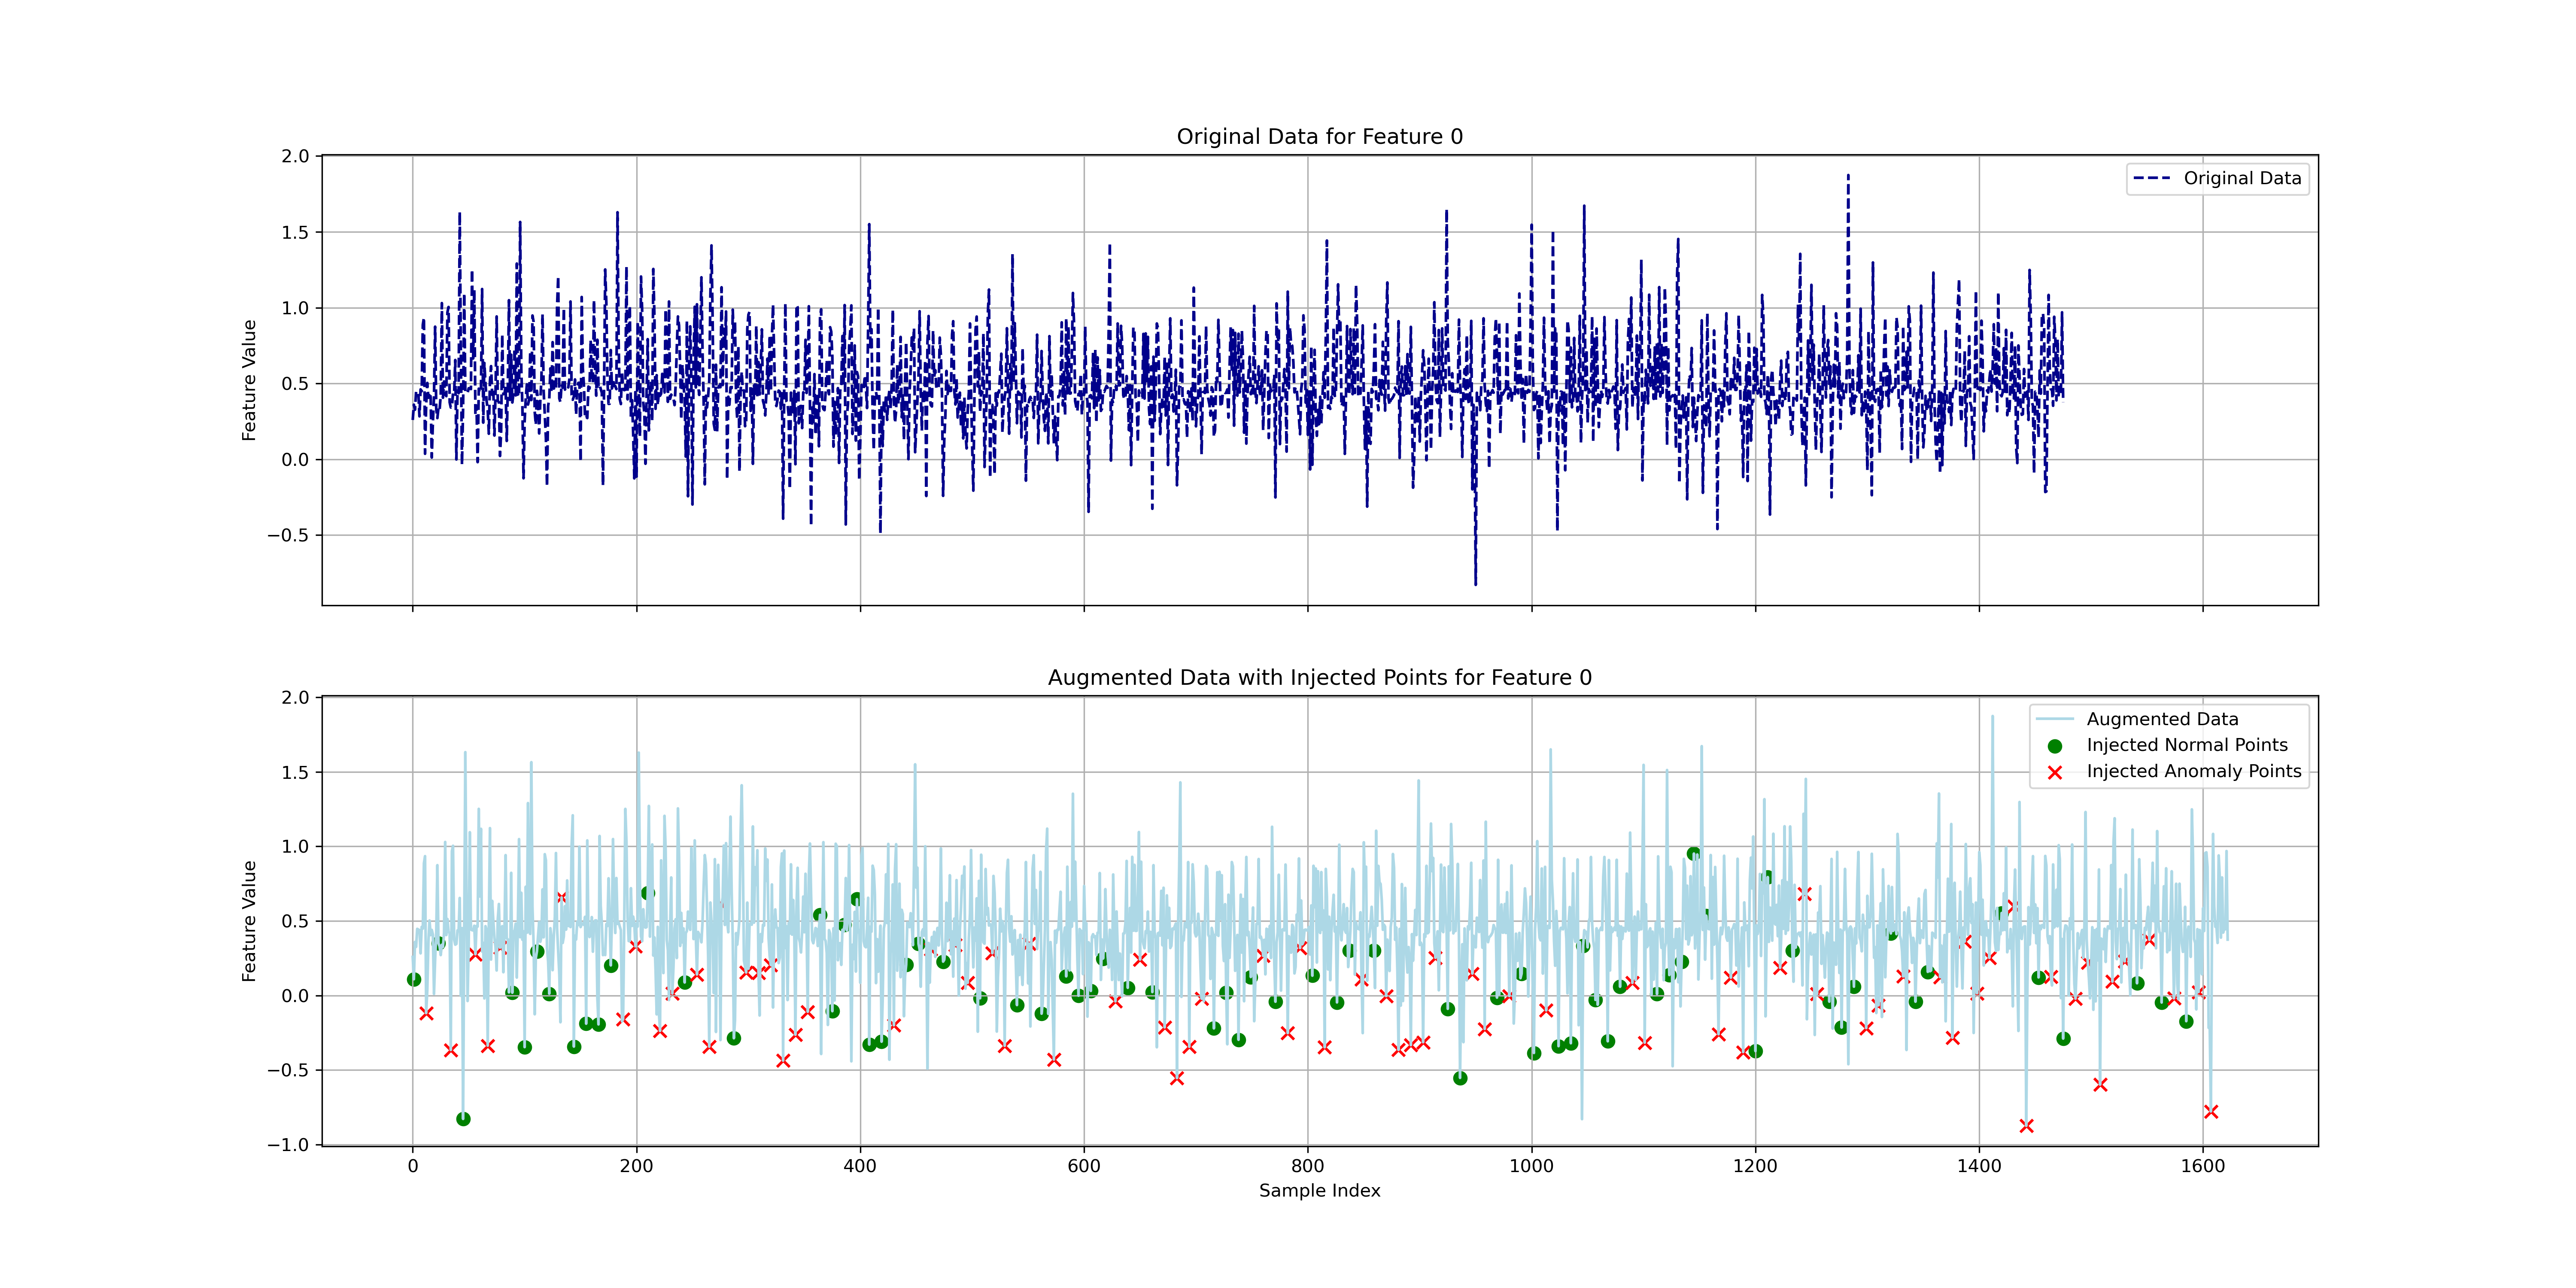 Original Data for Feature 0
2.0
1.5
1.0
0.5
0.0
−0.5
Feature Value
Original Data
Augmented Data with Injected Points for Feature 0
2.0
1.5
1.0
0.5
0.0
−0.5
−1.0
Feature Value
Augmented Data
Injected Normal Points
Injected Anomaly Points
0 200 400 600 800 1000 1200 1400 1600
Sample Index